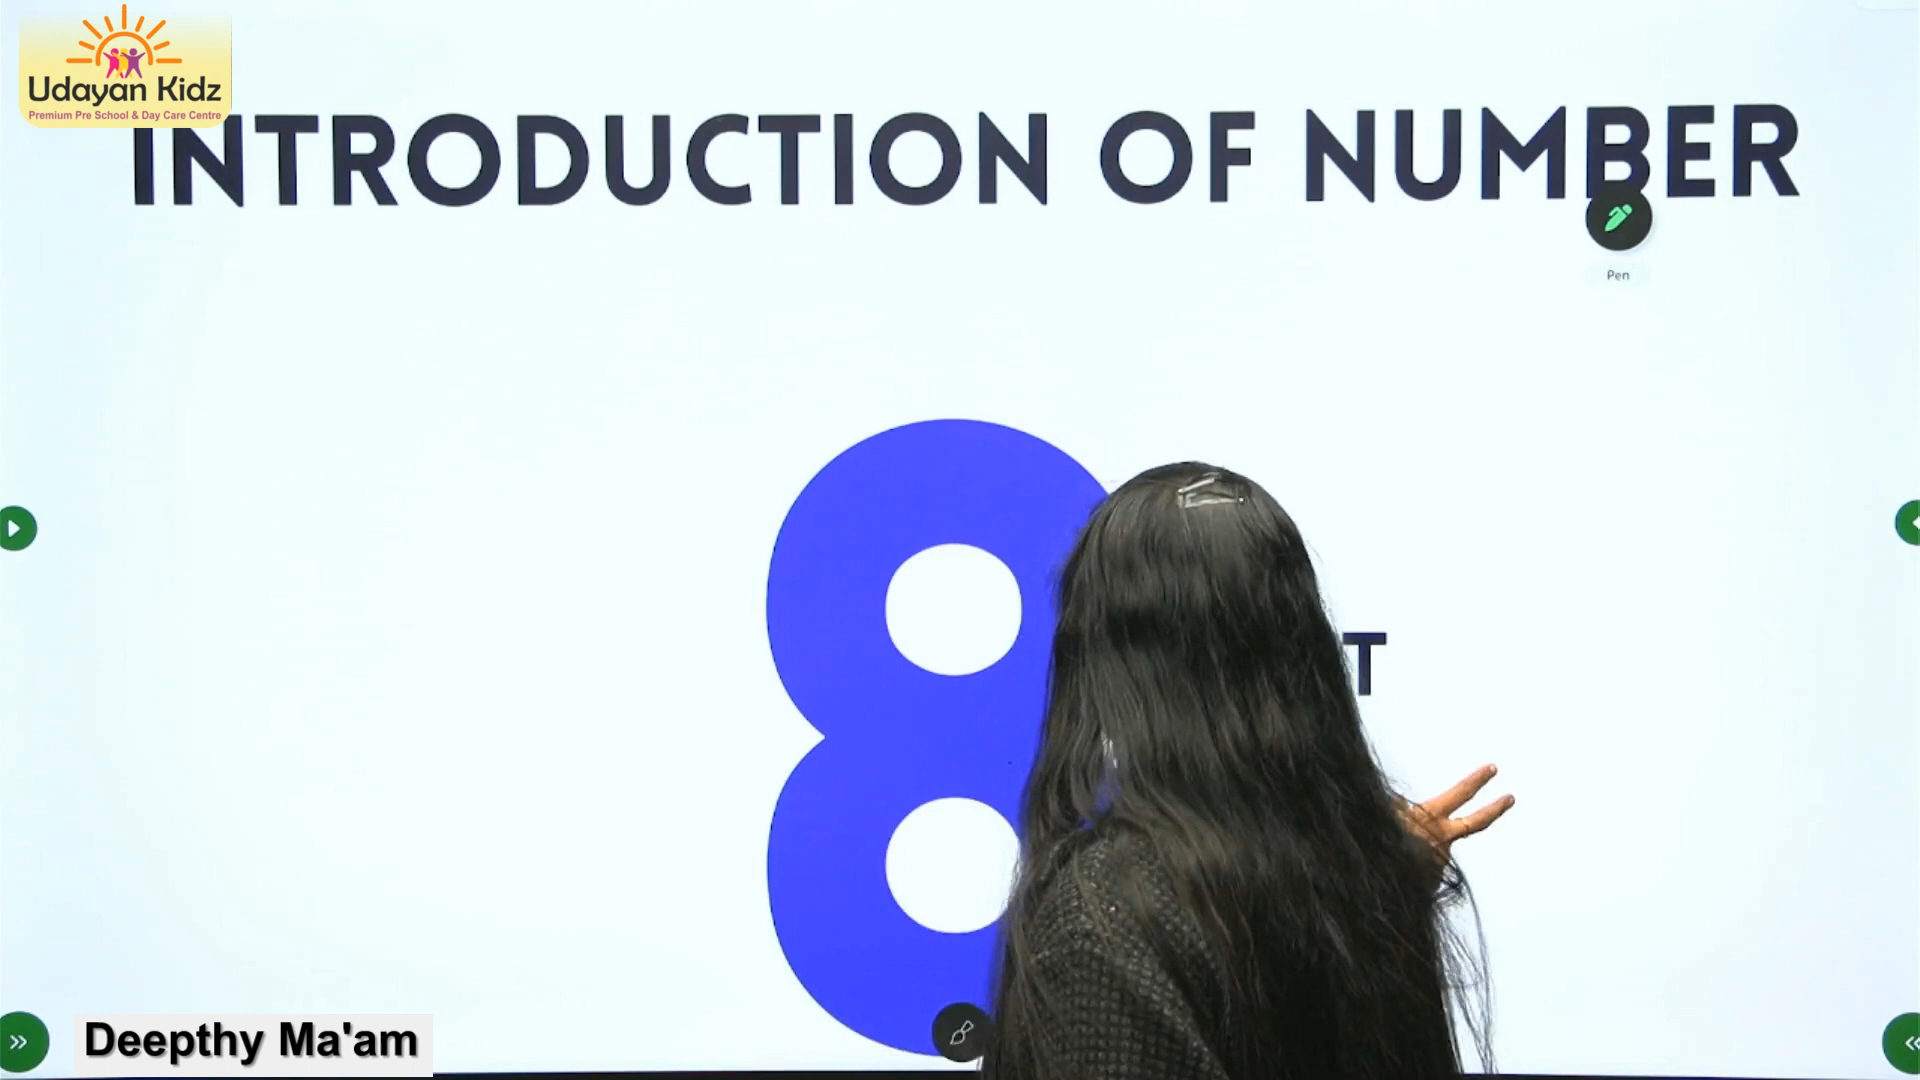 Udayan Kidz
Premium Pre School & Day Care Centre
INTRODUCTION OF NUMBER
Pen
8
T
Deepthy Ma'am